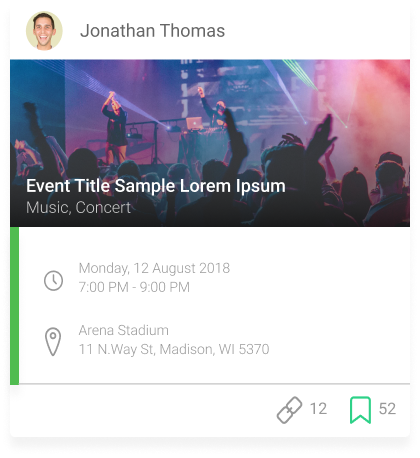 Jonathan Thomas
Event Title Sample Lorem Ipsum
Music, Concert
Monday, 12 August 2018
7:00 PM - 9:00 PM
Arena Stadium
11 N.Way St, Madison, WI 5370
12
52